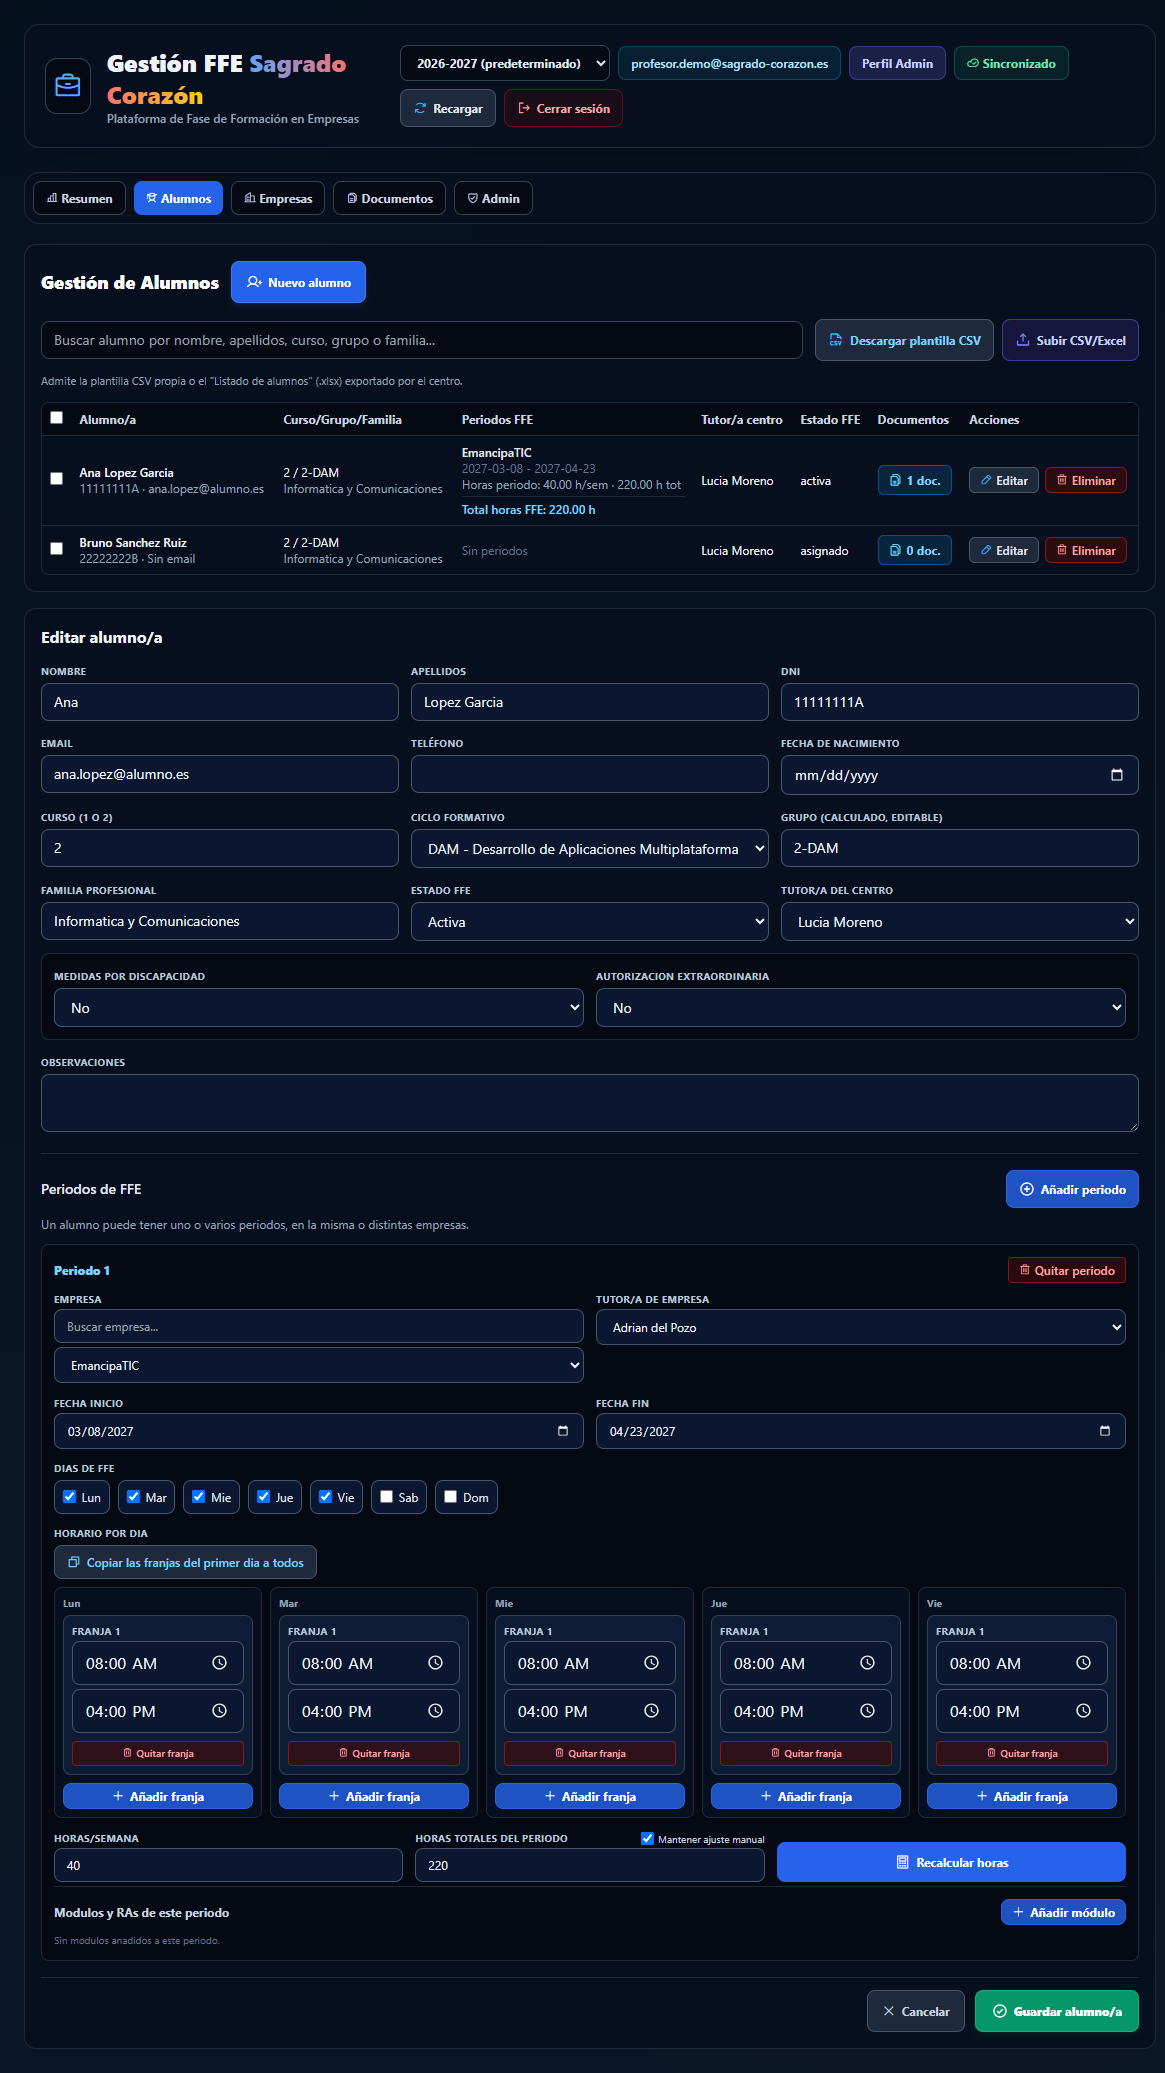 Gestión FFE Sagrado
Corazón
Plataforma de Fase de Formación en Empresas
2026-2027 (predeterminado)
profesor.demo@sagrado-corazon.es
Perfil Admin
Sincronizado
Recargar
Cerrar sesión
Resumen
Alumnos
Empresas
Documentos
Admin
Gestión de Alumnos
Nuevo alumno
Buscar alumno por nombre, apellidos, curso, grupo o familia...
Descargar plantilla CSV
Subir CSV/Excel
Admite la plantilla CSV propia o el "Listado de alumnos" (.xlsx) exportado por el centro.
Alumno/a Curso/Grupo/Familia Periodos FFE Tutor/a centro Estado FFE Documentos Acciones
Ana Lopez Garcia
11111111A · ana.lopez@alumno.es
2 / 2-DAM
Informatica y Comunicaciones
EmancipaTIC
2027-03-08 - 2027-04-23
Horas periodo: 40.00 h/sem · 220.00 h tot
Total horas FFE: 220.00 h
Lucia Moreno
activa
1 doc.
Editar
Eliminar
Bruno Sanchez Ruiz
22222222B · Sin email
2 / 2-DAM
Informatica y Comunicaciones
Sin periodos
Lucia Moreno
asignado
0 doc.
Editar
Eliminar
Editar alumno/a
NOMBRE
Ana
APELLIDOS
Lopez Garcia
DNI
11111111A
EMAIL
ana.lopez@alumno.es
TELÉFONO
FECHA DE NACIMIENTO
mm/dd/yyyy
CURSO (1 O 2)
2
CICLO FORMATIVO
DAM - Desarrollo de Aplicaciones Multiplataforma
GRUPO (CALCULADO, EDITABLE)
2-DAM
FAMILIA PROFESIONAL
Informatica y Comunicaciones
ESTADO FFE
Activa
TUTOR/A DEL CENTRO
Lucia Moreno
MEDIDAS POR DISCAPACIDAD
No
AUTORIZACION EXTRAORDINARIA
No
OBSERVACIONES
Periodos de FFE
Añadir periodo
Un alumno puede tener uno o varios periodos, en la misma o distintas empresas.
Periodo 1
Quitar periodo
EMPRESA
Buscar empresa...
EmancipaTIC
TUTOR/A DE EMPRESA
Adrian del Pozo
FECHA INICIO
03/08/2027
FECHA FIN
04/23/2027
DIAS DE FFE
Lun Mar Mie Jue Vie Sab Dom
HORARIO POR DIA
Copiar las franjas del primer dia a todos
Lun
FRANJA 1
08:00 AM
04:00 PM
Quitar franja
Añadir franja
Mar
FRANJA 1
08:00 AM
04:00 PM
Quitar franja
Añadir franja
Mie
FRANJA 1
08:00 AM
04:00 PM
Quitar franja
Añadir franja
Jue
FRANJA 1
08:00 AM
04:00 PM
Quitar franja
Añadir franja
Vie
FRANJA 1
08:00 AM
04:00 PM
Quitar franja
Añadir franja
HORAS/SEMANA
40
HORAS TOTALES DEL PERIODO
Mantener ajuste manual
220
Recalcular horas
Modulos y RAs de este periodo
Añadir módulo
Sin modulos anadidos a este periodo.
Cancelar
Guardar alumno/a